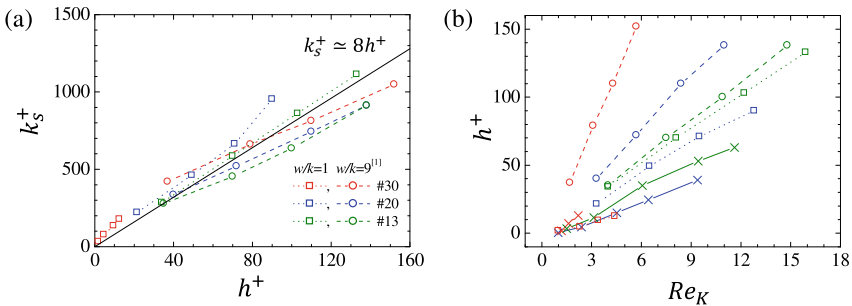 (a)
1500
1000
500
0
k_s^+
k_s^+ ≃ 8h^+
w/k=1 w/k=9^[1]
, #30
, #20
, #13
0 40 80 120 160
h^+
(b)
150
100
50
0
h^+
0 3 6 9 12 15 18
Re_K